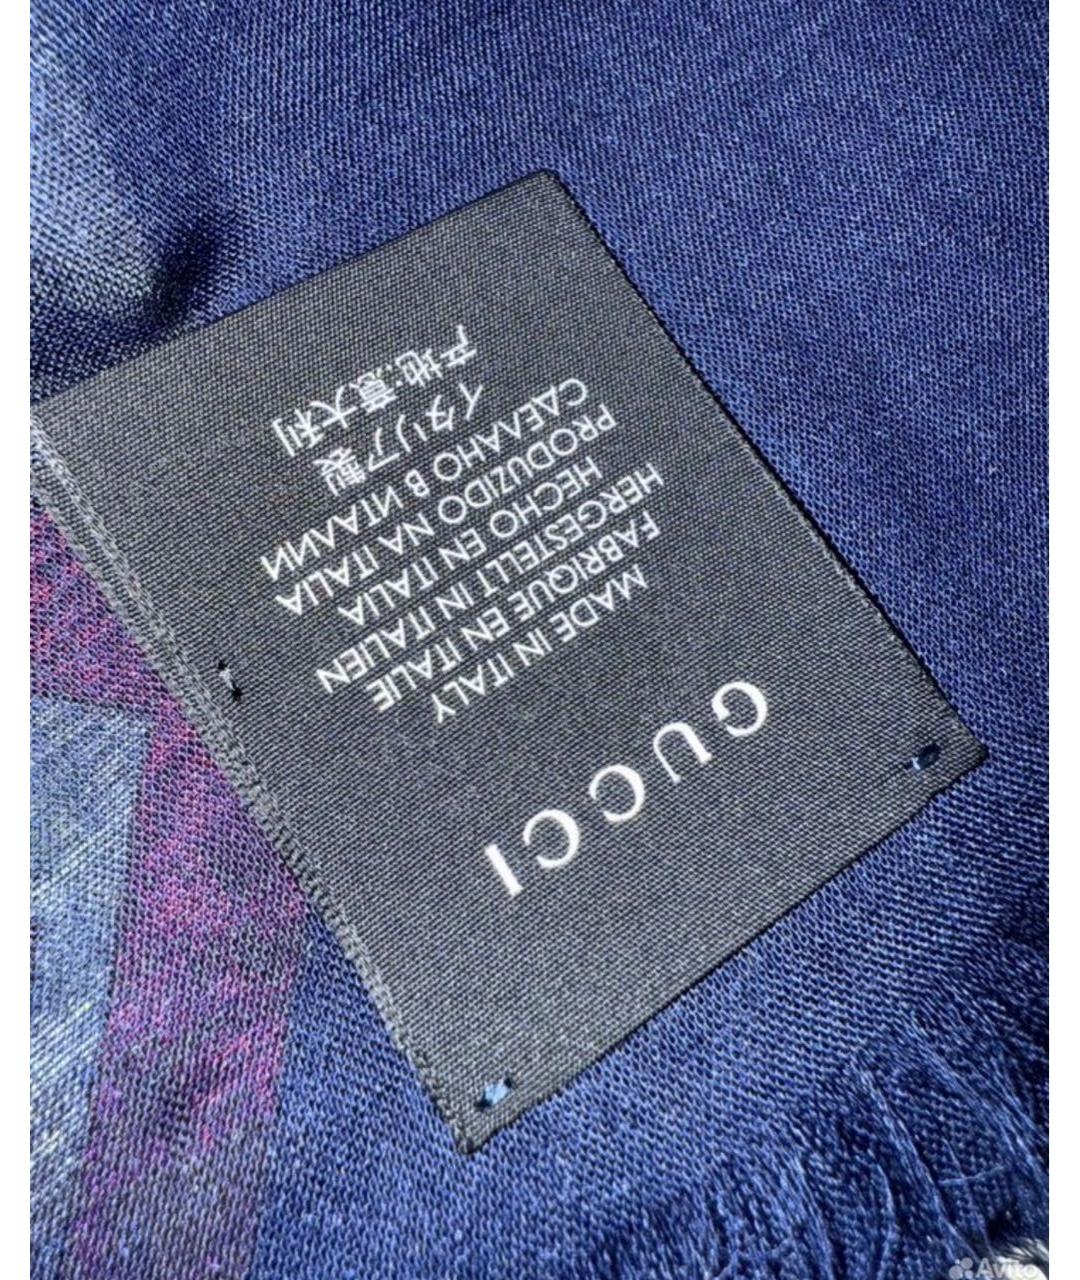 GUCCI
MADE IN ITALY
FABRIQUE EN ITALIE
HERGESTELLT IN ITALIEN
HECHO EN ITALIA
PRODUZIDO NA ITALIA
СДЕЛАНО В ИТАЛИИ
イタリア製
产地:意大利
Avito